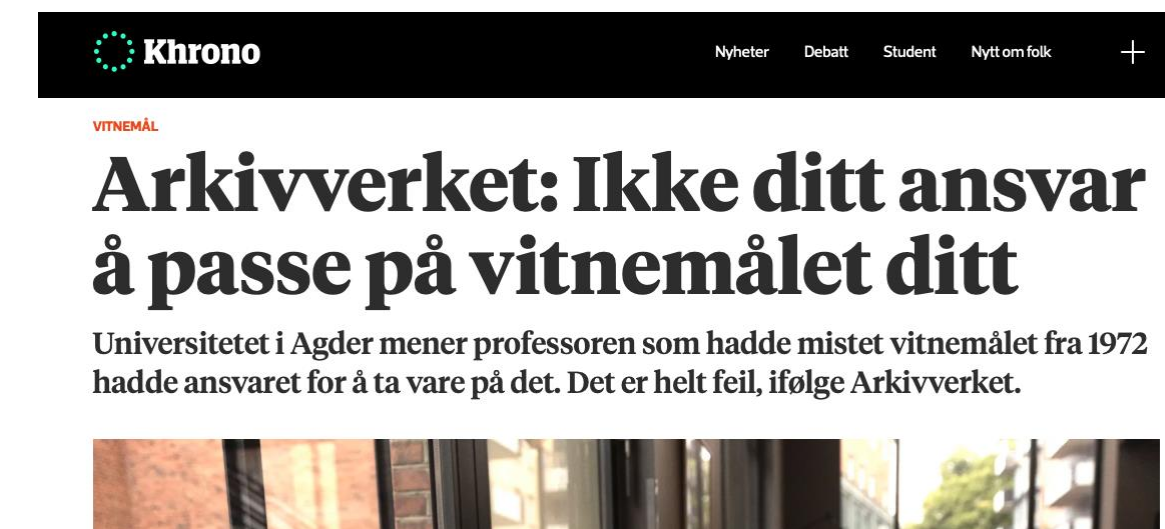 Khrono
Nyheter Debatt Student Nytt om folk
VITNEMÅL
Arkivverket: Ikke ditt ansvar
å passe på vitnemålet ditt
Universitetet i Agder mener professoren som hadde mistet vitnemålet fra 1972
hadde ansvaret for å ta vare på det. Det er helt feil, ifølge Arkivverket.